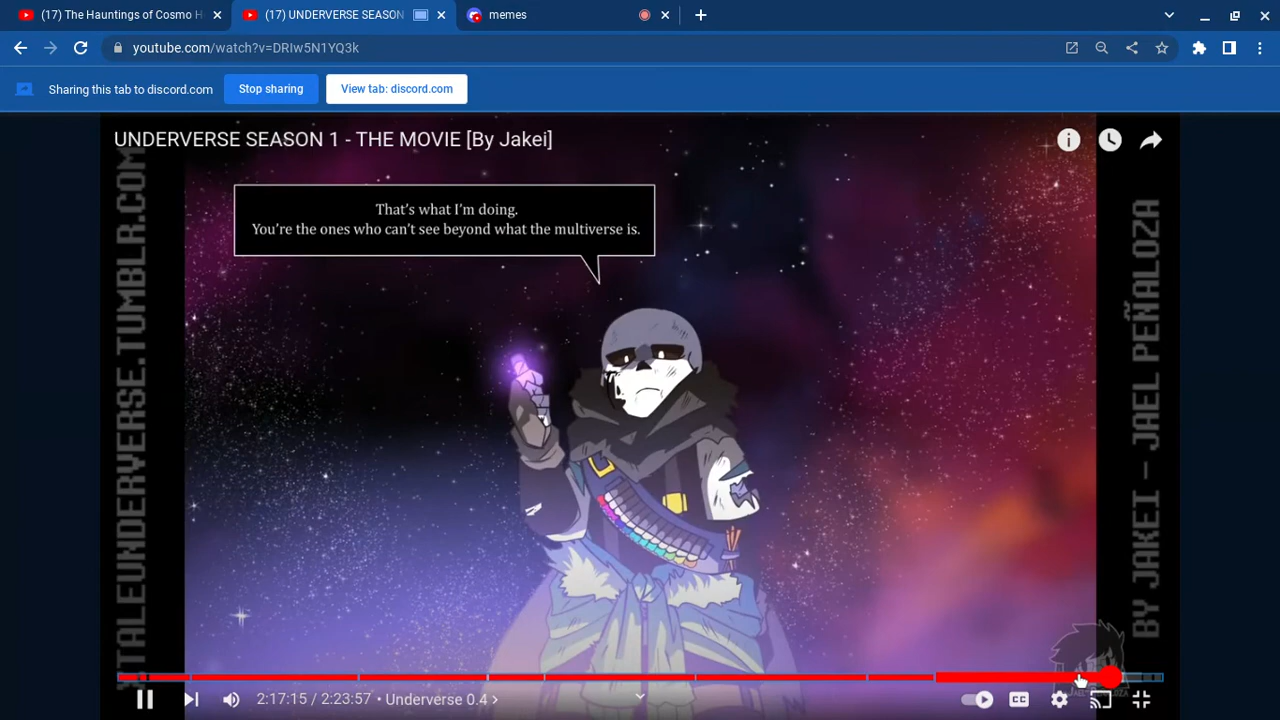 (17) The Hauntings of Cosmo H
(17) UNDERVERSE SEASON
memes
youtube.com/watch?v=DRIw5N1YQ3k
Sharing this tab to discord.com
Stop sharing
View tab: discord.com
UNDERVERSE SEASON 1 - THE MOVIE [By Jakei]
That's what I'm doing.
You're the ones who can't see beyond what the multiverse is.
XTALEUNDERVERSE.TUMBLR.COM
BY JAKEI - JAEL PEÑALOZA
2:17:15 / 2:23:57 • Underverse 0.4 >
CC